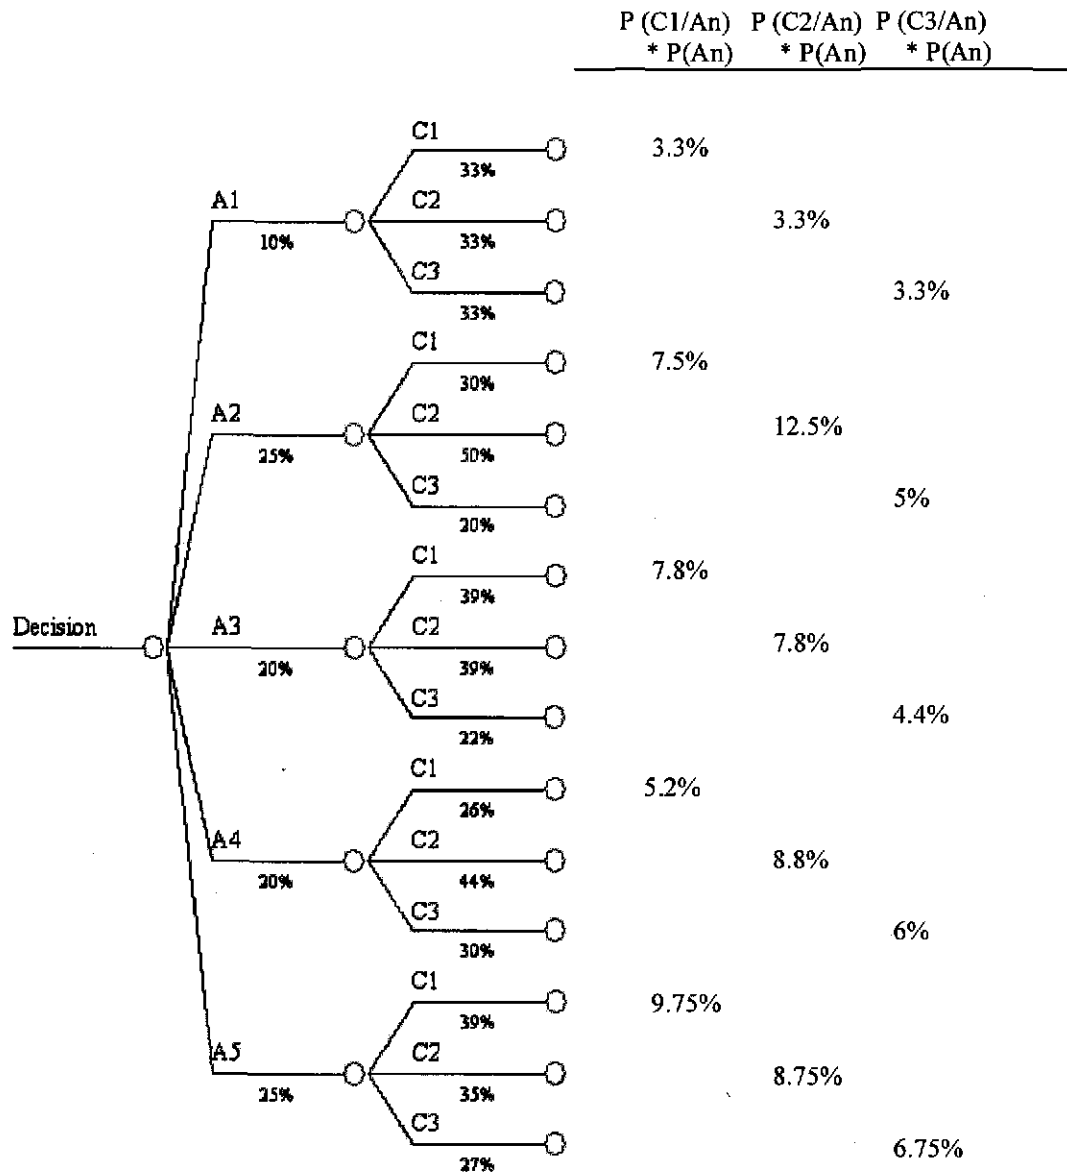 P (C1/An) P (C2/An) P (C3/An)
* P(An) * P(An) * P(An)
C1
33%
3.3%
A1
10%
C2
33%
3.3%
C3
33%
3.3%
C1
30%
7.5%
A2
25%
C2
50%
12.5%
C3
20%
5%
C1
39%
7.8%
Decision
A3
20%
C2
39%
7.8%
C3
22%
4.4%
C1
26%
5.2%
A4
20%
C2
44%
8.8%
C3
30%
6%
C1
39%
9.75%
A5
25%
C2
35%
8.75%
C3
27%
6.75%